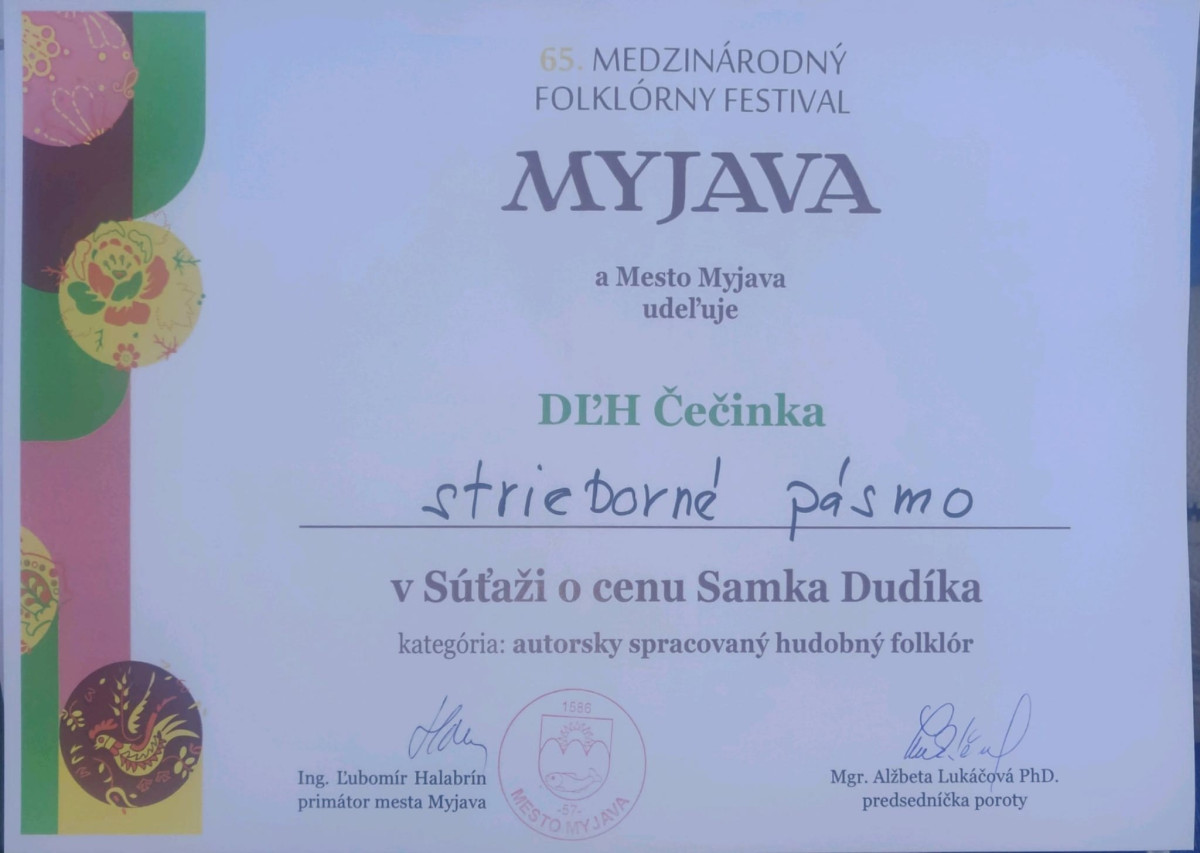 65. MEDZINÁRODNÝ
FOLKLÓRNY FESTIVAL
MYJAVA
a Mesto Myjava
udeľuje
DĽH Čečinka
strieborné pásmo
v Súťaži o cenu Samka Dudíka
kategória: autorsky spracovaný hudobný folklór
Ing. Ľubomír Halabrín
primátor mesta Myjava
1586
-57-
MESTO MYJAVA
Mgr. Alžbeta Lukáčová PhD.
predsedníčka poroty